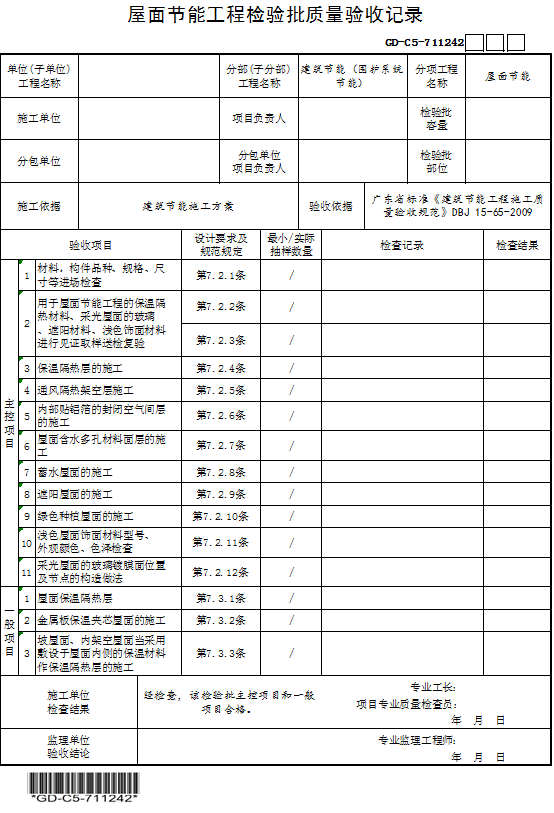 屋面节能工程检验批质量验收记录
GD-C5-711242
单位(子单位)
工程名称
分部(子分部)
工程名称
建筑节能（围护系统
节能）
分项工程
名称
屋面节能
施工单位
项目负责人
检验批
容量
分包单位
分包单位
项目负责人
检验批
部位
施工依据
建筑节能施工方案
验收依据
广东省标准《建筑节能工程施工质
量验收规范》DBJ 15-65-2009
验收项目
设计要求及
规范规定
最小/实际
抽样数量
检查记录
检查结果
主控项目
1
材料，构件品种、规格、尺
寸等进场检查
第7.2.1条
/
2
用于屋面节能工程的保温隔
热材料、采光屋面的玻璃
、遮阳材料、浅色饰面材料
进行见证取样送检复验
第7.2.2条
/
第7.2.3条
/
3
保温隔热层的施工
第7.2.4条
/
4
通风隔热架空层施工
第7.2.5条
/
5
内部贴铝箔的封闭空气间层
的施工
第7.2.6条
/
6
屋面含水多孔材料面层的施
工
第7.2.7条
/
7
蓄水屋面的施工
第7.2.8条
/
8
遮阳屋面的施工
第7.2.9条
/
9
绿色种植屋面的施工
第7.2.10条
/
10
浅色屋面饰面材料型号、
外观颜色、色泽检查
第7.2.11条
/
11
采光屋面的玻璃镀膜面位置
及节点的构造做法
第7.2.12条
/
一般项目
1
屋面保温隔热层
第7.3.1条
/
2
金属板保温夹芯屋面的施工
第7.3.2条
/
3
坡屋面、内架空屋面当采用
敷设于屋面内侧的保温材料
作保温隔热层的施工
第7.3.3条
/
施工单位
检查结果
经检查，该检验批主控项目和一般
项目合格。
专业工长：
项目专业质量检查员：
年 月 日
监理单位
验收结论
专业监理工程师：
年 月 日
*GD-C5-711242*